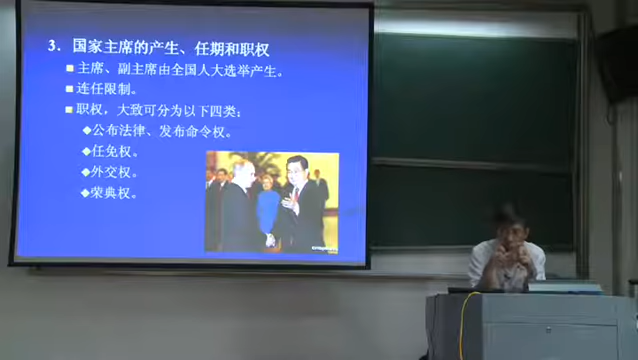 3. 国家主席的产生、任期和职权
■主席、副主席由全国人大选举产生。
■连任限制。
■职权，大致可分为以下四类：
◆公布法律、发布命令权。
◆任免权。
◆外交权。
◆荣典权。